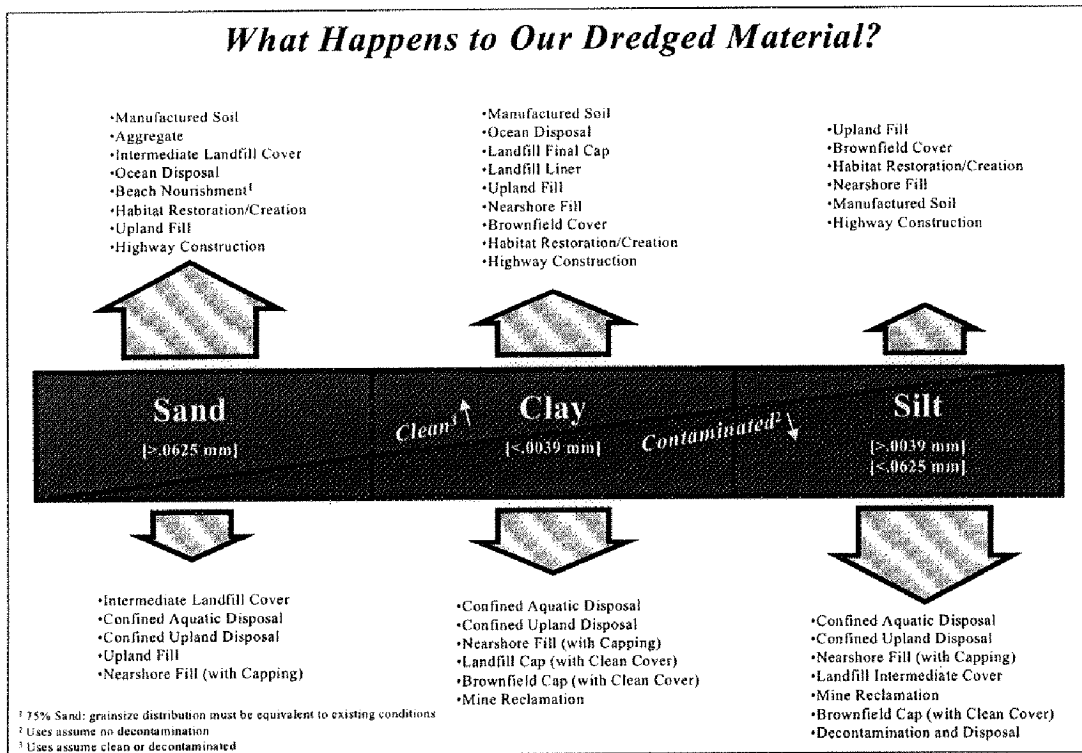 What Happens to Our Dredged Material?
•Manufactured Soil
•Aggregate
•Intermediate Landfill Cover
•Ocean Disposal
•Beach Nourishment¹
•Habitat Restoration/Creation
•Upland Fill
•Highway Construction
•Manufactured Soil
•Ocean Disposal
•Landfill Final Cap
•Landfill Liner
•Upland Fill
•Nearshore Fill
•Brownfield Cover
•Habitat Restoration/Creation
•Highway Construction
•Upland Fill
•Brownfield Cover
•Habitat Restoration/Creation
•Nearshore Fill
•Manufactured Soil
•Highway Construction
Sand
[>.0625 mm]
Clean³
Clay
[<.0039 mm]
Contaminated²
Silt
[>.0039 mm]
[<.0625 mm]
•Intermediate Landfill Cover
•Confined Aquatic Disposal
•Confined Upland Disposal
•Upland Fill
•Nearshore Fill (with Capping)
•Confined Aquatic Disposal
•Confined Upland Disposal
•Nearshore Fill (with Capping)
•Landfill Cap (with Clean Cover)
•Brownfield Cap (with Clean Cover)
•Mine Reclamation
•Confined Aquatic Disposal
•Confined Upland Disposal
•Nearshore Fill (with Capping)
•Landfill Intermediate Cover
•Mine Reclamation
•Brownfield Cap (with Clean Cover)
•Decontamination and Disposal
¹ 75% Sand: grainsize distribution must be equivalent to existing conditions
² Uses assume no decontamination
³ Uses assume clean or decontaminated